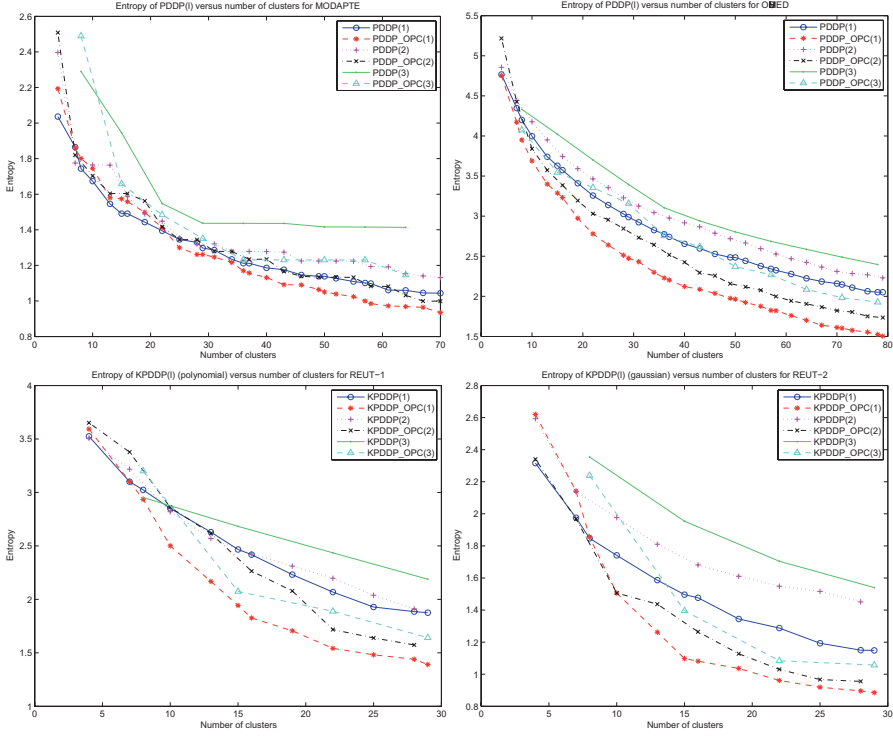 Entropy of PDDP(l) versus number of clusters for MODAPTE
2.6
2.4
2.2
2
1.8
1.6
1.4
1.2
1
0.8
Entropy
0
10
20
30
40
50
60
70
Number of clusters
PDDP(1)
PDDP_OPC(1)
PDDP(2)
PDDP_OPC(2)
PDDP(3)
PDDP_OPC(3)
Entropy of PDDP(l) versus number of clusters for
5.5
5
4.5
4
3.5
3
2.5
2
1.5
Entropy
0
10
20
30
40
50
60
70
80
Number of clusters
PDDP(1)
PDDP_OPC(1)
PDDP(2)
PDDP_OPC(2)
PDDP(3)
PDDP_OPC(3)
Entropy of KPDDP(l) (polynomial) versus number of clusters for REUT−1
4
3.5
3
2.5
2
1.5
1
Entropy
0
5
10
15
20
25
30
Number of clusters
KPDDP(1)
KPDDP_OPC(1)
KPDDP(2)
KPDDP_OPC(2)
KPDDP(3)
KPDDP_OPC(3)
Entropy of KPDDP(l) (gaussian) versus number of clusters for REUT−2
2.8
2.6
2.4
2.2
2
1.8
1.6
1.4
1.2
1
0.8
Entropy
0
5
10
15
20
25
30
Number of clusters
KPDDP(1)
KPDDP_OPC(1)
KPDDP(2)
KPDDP_OPC(2)
KPDDP(3)
KPDDP_OPC(3)